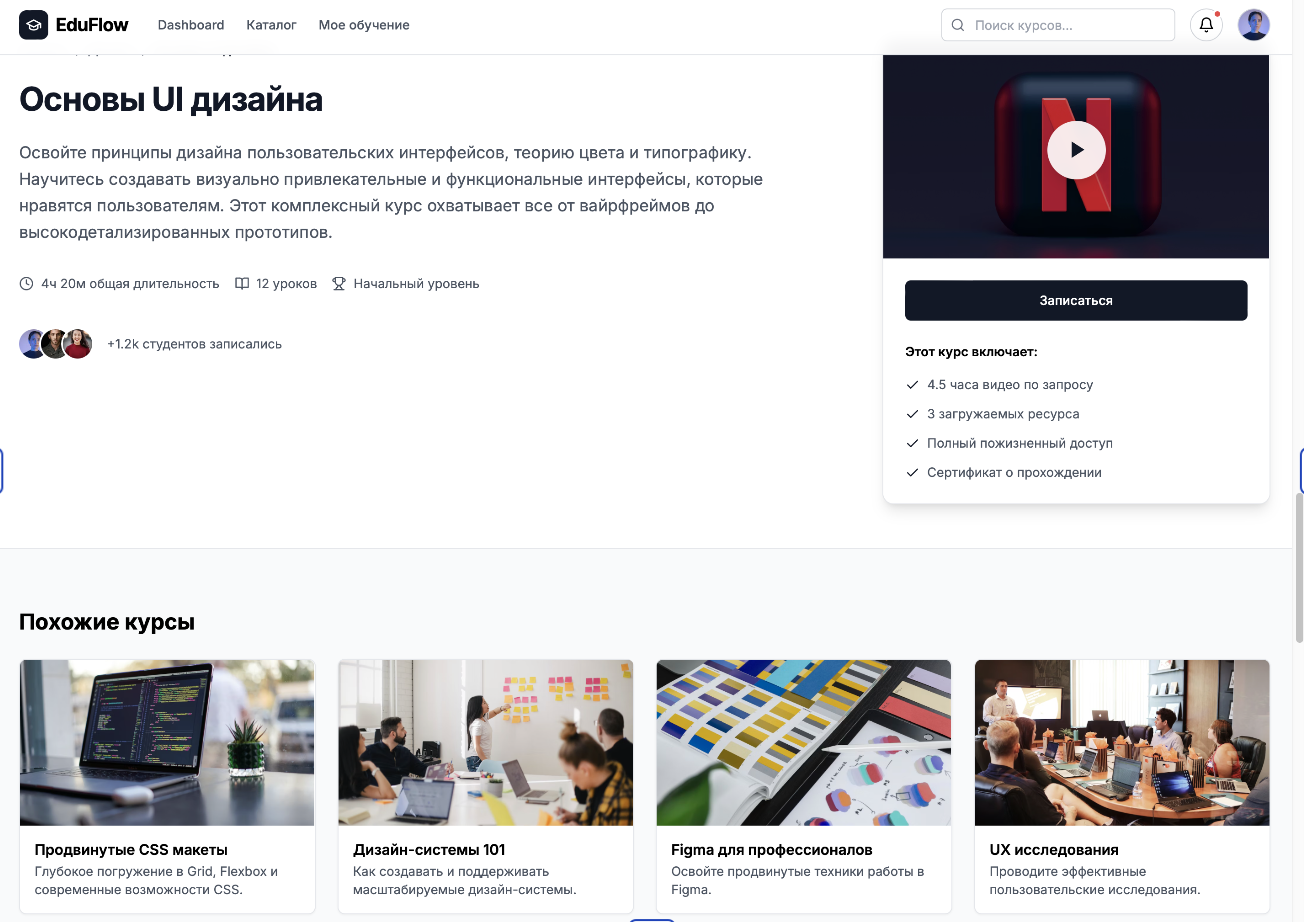 EduFlow
Dashboard
Каталог
Мое обучение
Поиск курсов...
Основы UI дизайна
Освойте принципы дизайна пользовательских интерфейсов, теорию цвета и типографику.
Научитесь создавать визуально привлекательные и функциональные интерфейсы, которые
нравятся пользователям. Этот комплексный курс охватывает все от вайрфреймов до
высокодетализированных прототипов.
4ч 20м общая длительность
12 уроков
Начальный уровень
+1.2k студентов записались
N
Записаться
Этот курс включает:
4.5 часа видео по запросу
3 загружаемых ресурса
Полный пожизненный доступ
Сертификат о прохождении
Похожие курсы
Продвинутые CSS макеты
Глубокое погружение в Grid, Flexbox и
современные возможности CSS.
Дизайн-системы 101
Как создавать и поддерживать
масштабируемые дизайн-системы.
Figma для профессионалов
Освойте продвинутые техники работы в
Figma.
UX исследования
Проводите эффективные
пользовательские исследования.